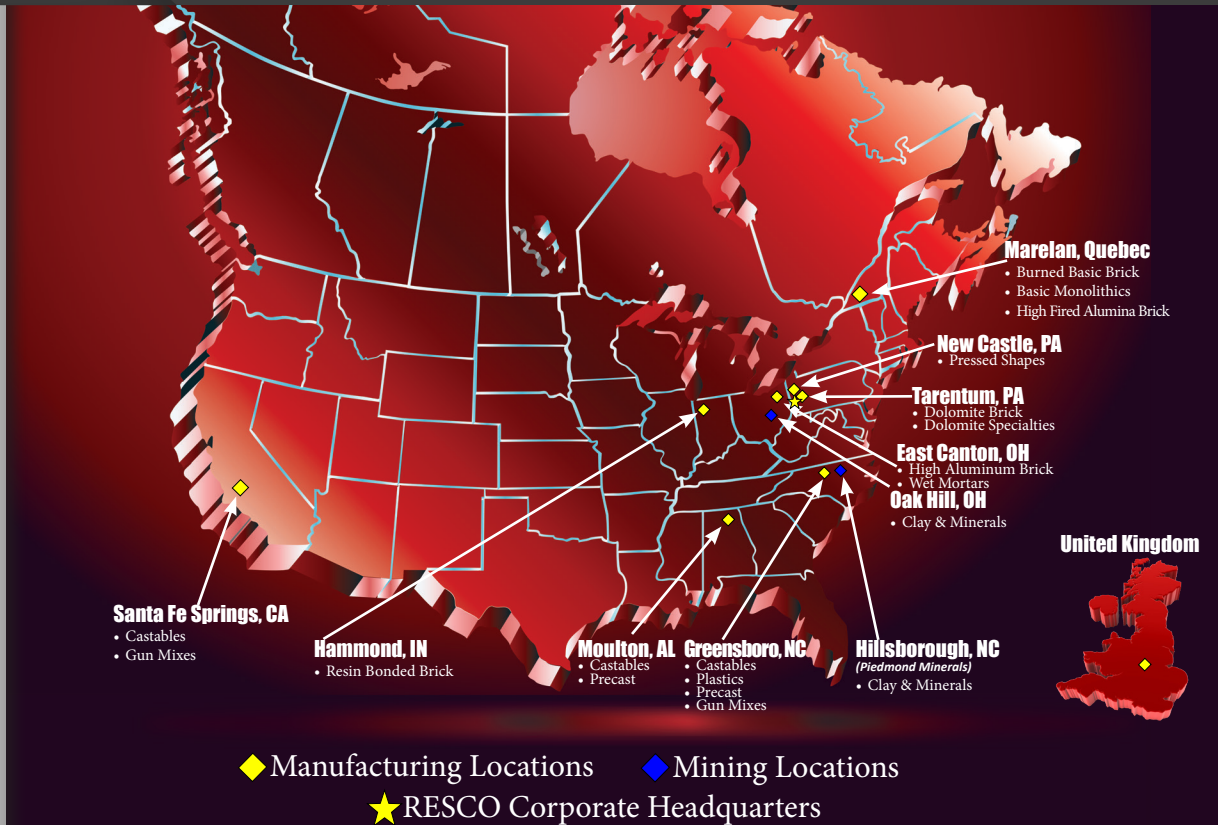 Marelan, Quebec
• Burned Basic Brick
• Basic Monolithics
• High Fired Alumina Brick
New Castle, PA
• Pressed Shapes
Tarentum, PA
• Dolomite Brick
• Dolomite Specialties
East Canton, OH
• High Aluminum Brick
• Wet Mortars
Oak Hill, OH
• Clay & Minerals
United Kingdom
Santa Fe Springs, CA
• Castables
• Gun Mixes
Hammond, IN
• Resin Bonded Brick
Moulton, AL
• Castables
• Precast
Greensboro, NC
• Castables
• Plastics
• Precast
• Gun Mixes
Hillsborough, NC
(Piedmond Minerals)
• Clay & Minerals
Manufacturing Locations
Mining Locations
RESCO Corporate Headquarters